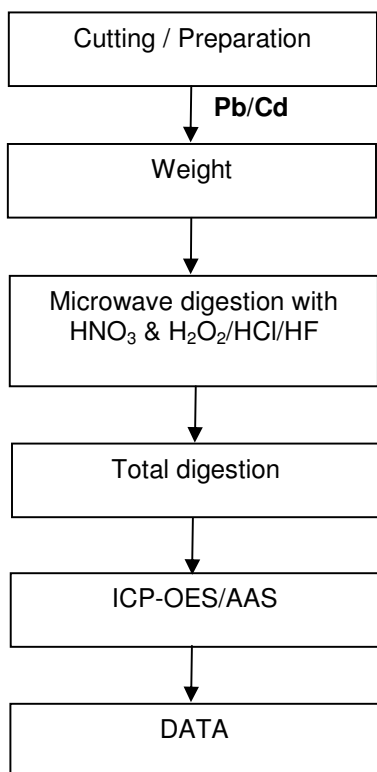 Cutting / Preparation
Pb/Cd
Weight
Microwave digestion with
HNO₃ & H₂O₂/HCl/HF
Total digestion
ICP-OES/AAS
DATA